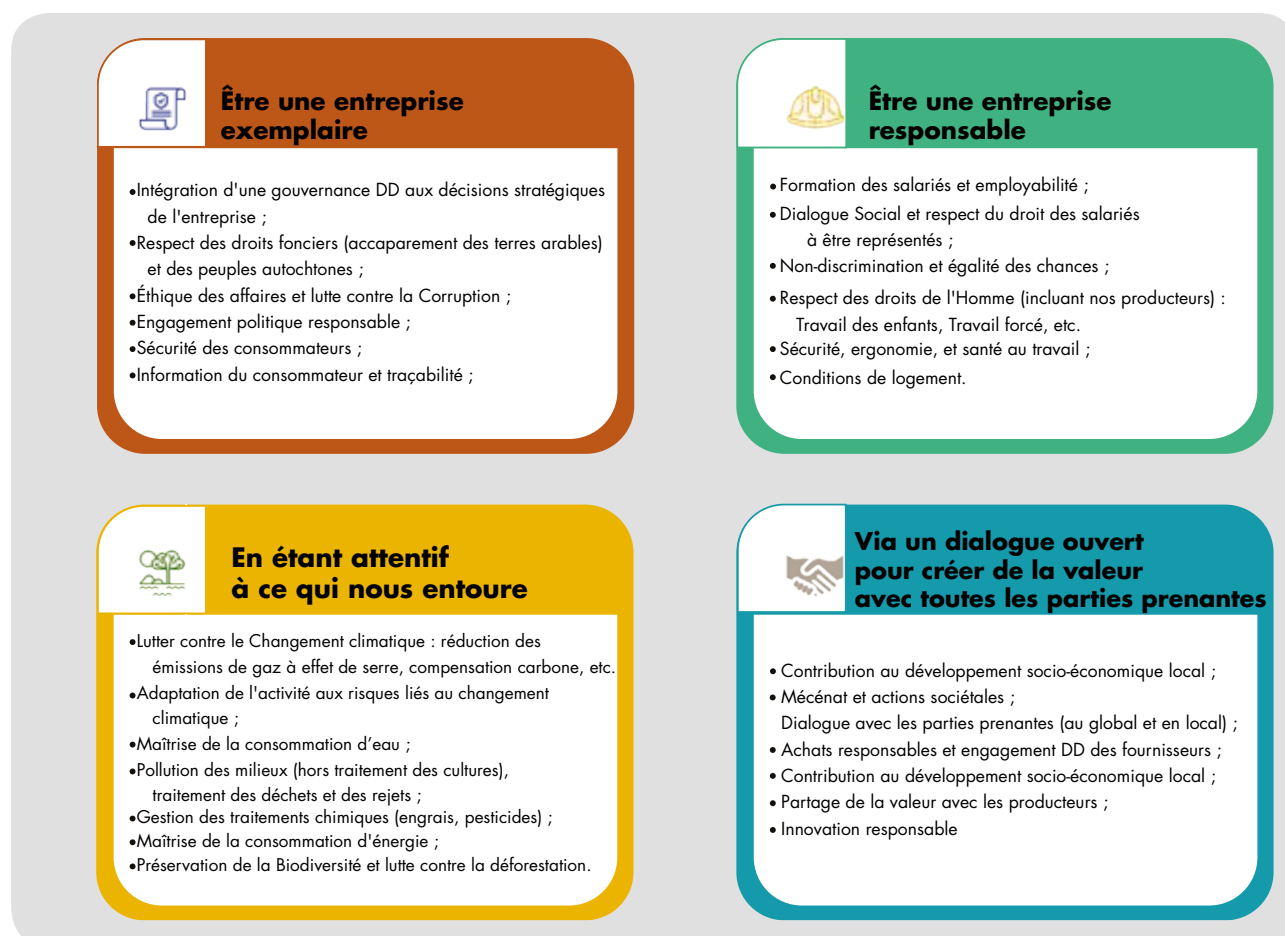 Être une entreprise
exemplaire
•Intégration d'une gouvernance DD aux décisions stratégiques
de l'entreprise ;
•Respect des droits fonciers (accaparement des terres arables)
et des peuples autochtones ;
•Éthique des affaires et lutte contre la Corruption ;
•Engagement politique responsable ;
•Sécurité des consommateurs ;
•Information du consommateur et traçabilité ;
Être une entreprise
responsable
• Formation des salariés et employabilité ;
• Dialogue Social et respect du droit des salariés
à être représentés ;
• Non-discrimination et égalité des chances ;
• Respect des droits de l'Homme (incluant nos producteurs) :
Travail des enfants, Travail forcé, etc.
• Sécurité, ergonomie, et santé au travail ;
• Conditions de logement.
En étant attentif
à ce qui nous entoure
•Lutter contre le Changement climatique : réduction des
émissions de gaz à effet de serre, compensation carbone, etc.
•Adaptation de l'activité aux risques liés au changement
climatique ;
•Maîtrise de la consommation d’eau ;
•Pollution des milieux (hors traitement des cultures),
traitement des déchets et des rejets ;
•Gestion des traitements chimiques (engrais, pesticides) ;
•Maîtrise de la consommation d'énergie ;
•Préservation de la Biodiversité et lutte contre la déforestation.
Via un dialogue ouvert
pour créer de la valeur
avec toutes les parties prenantes
• Contribution au développement socio-économique local ;
• Mécénat et actions sociétales ;
Dialogue avec les parties prenantes (au global et en local) ;
• Achats responsables et engagement DD des fournisseurs ;
• Contribution au développement socio-économique local ;
• Partage de la valeur avec les producteurs ;
• Innovation responsable